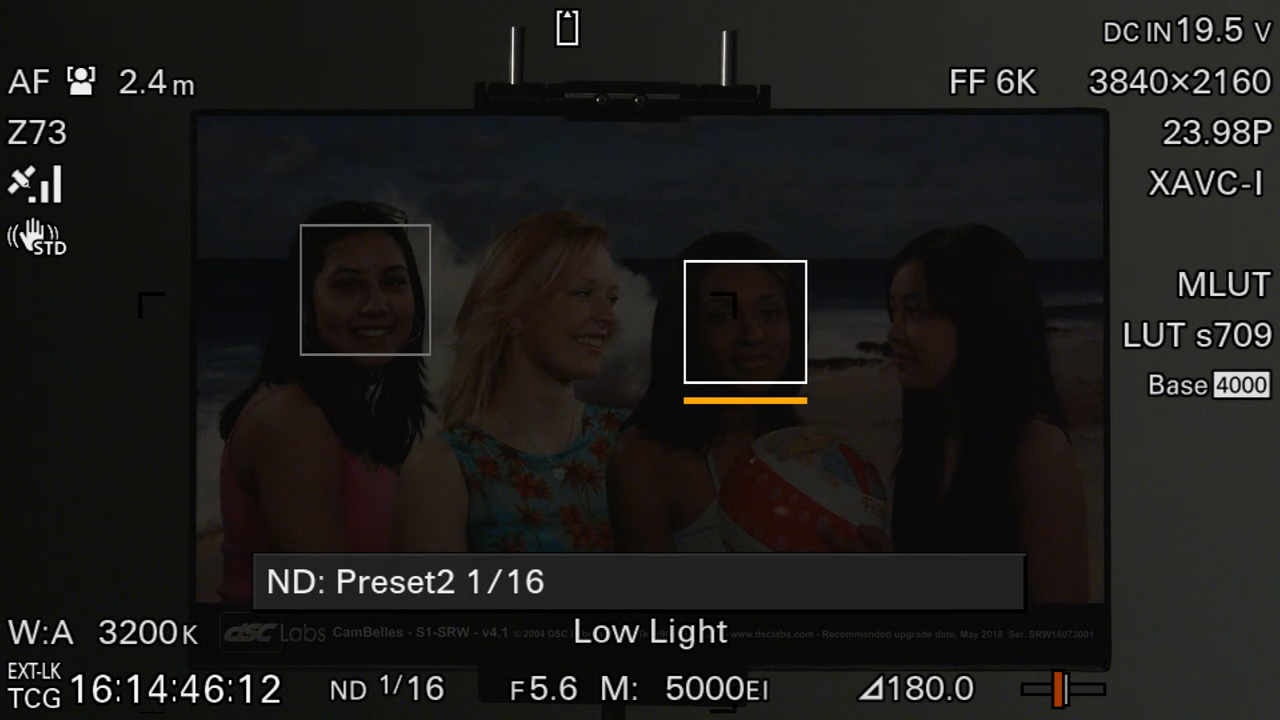 DC IN 19.5 V
AF 2.4 m
FF 6K 3840×2160
Z73
23.98P
XAVC-I
STD
MLUT
LUT s709
Base 4000
ND: Preset2 1/16
W:A 3200K
dsc Labs CamBelles - S1-SRW - v4.1 © 2004 DSC
Low Light
www.dsclabs.com - Recommended upgrade date, May 2018 Ser. SRW16073001
EXT-LK
TCG 16:14:46:12
ND 1/16
F5.6 M: 5000EI
180.0